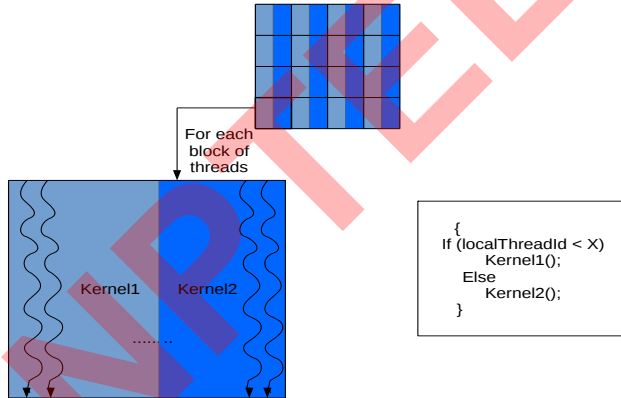 For each
block of
threads
Kernel1 Kernel2
........
{
If (localThreadId < X)
Kernel1();
Else
Kernel2();
}
NPTEL